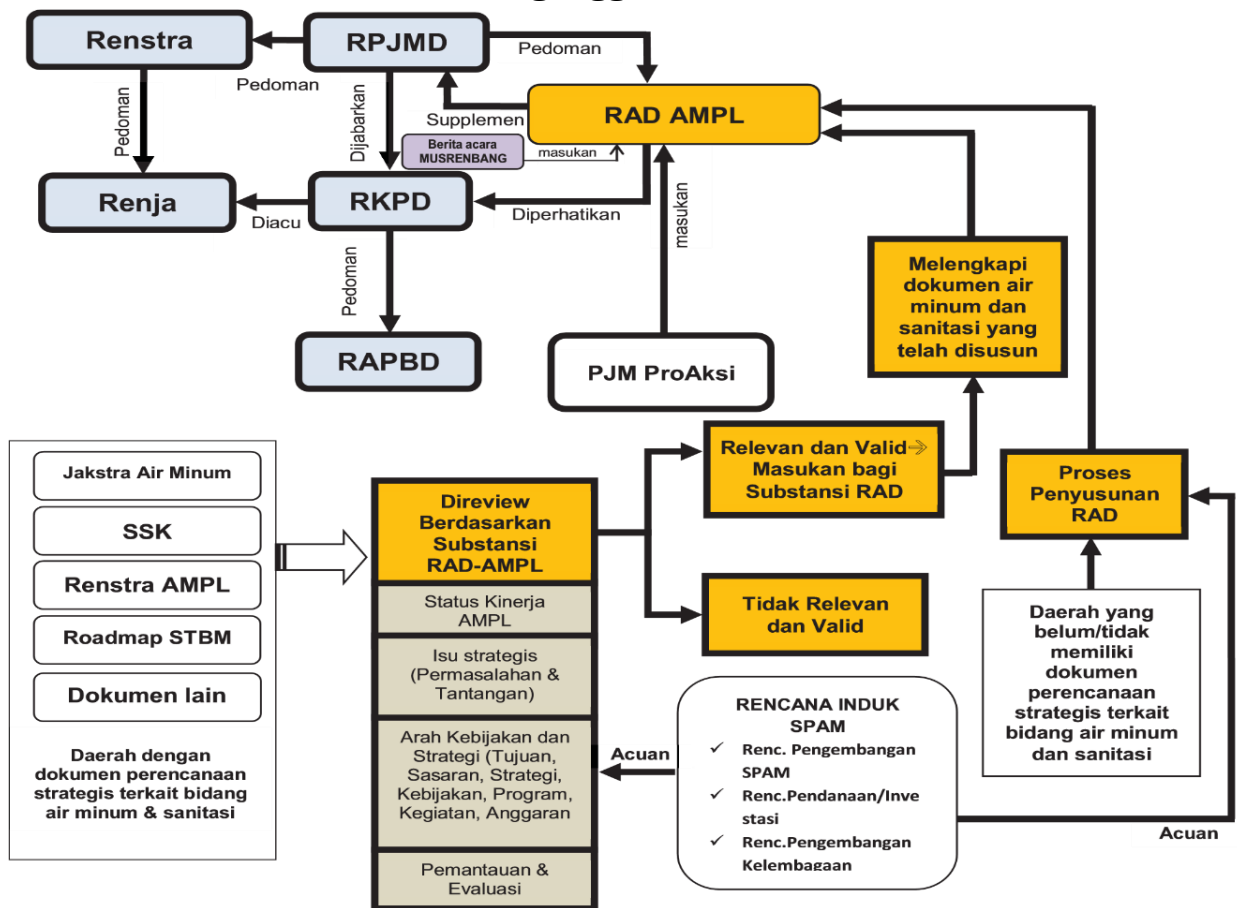 Renstra
RPJMD
Pedoman
Pedoman
Supplemen
RAD AMPL
Pedoman
Dijabarkan
Berita acara
MUSRENBANG
masukan
Renja
Diacu
RKPD
Diperhatikan
masukan
Pedoman
RAPBD
PJM ProAksi
Melengkapi
dokumen air
minum dan
sanitasi yang
telah disusun
Jakstra Air Minum
SSK
Renstra AMPL
Roadmap STBM
Dokumen lain
Daerah dengan
dokumen perencanaan
strategis terkait bidang
air minum & sanitasi
Direview
Berdasarkan
Substansi
RAD-AMPL
Status Kinerja
AMPL
Isu strategis
(Permasalahan &
Tantangan)
Arah Kebijakan dan
Strategi (Tujuan,
Sasaran, Strategi,
Kebijakan, Program,
Kegiatan, Anggaran
Pemantauan &
Evaluasi
Relevan dan Valid→
Masukan bagi
Substansi RAD
Tidak Relevan
dan Valid
Proses
Penyusunan
RAD
Daerah yang
belum/tidak
memiliki
dokumen
perencanaan
strategis terkait
bidang air minum
dan sanitasi
Acuan
RENCANA INDUK
SPAM
✓ Renc. Pengembangan
SPAM
✓ Renc.Pendanaan/Inve
stasi
✓ Renc.Pengembangan
Kelembagaan
Acuan